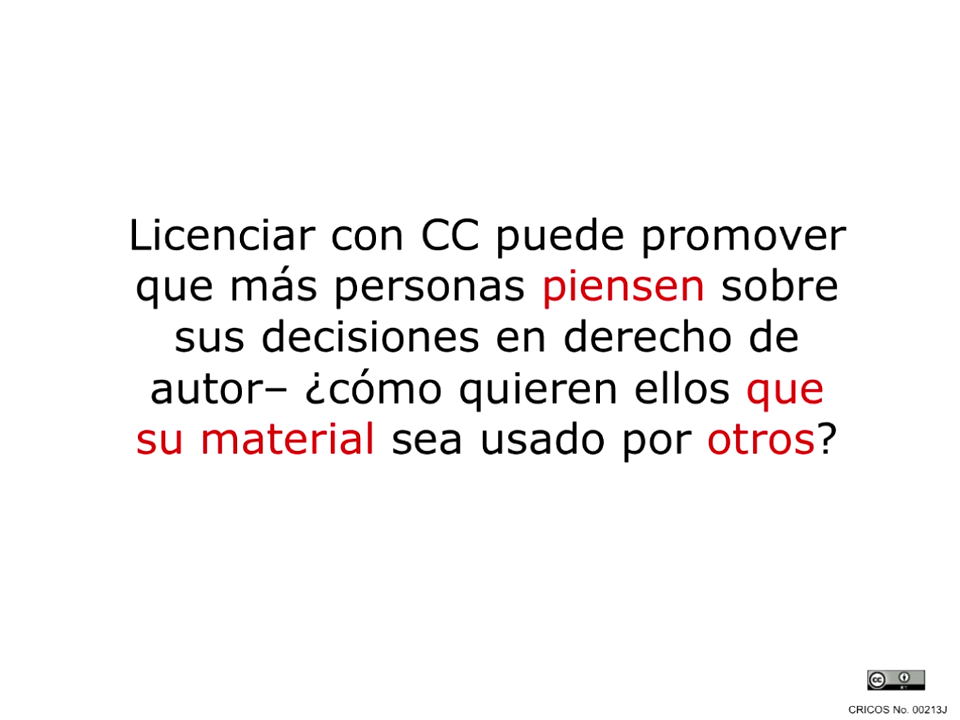 Licenciar con CC puede promover
que más personas piensen sobre
sus decisiones en derecho de
autor– ¿cómo quieren ellos que
su material sea usado por otros?
cc
CRICOS No. 00213J